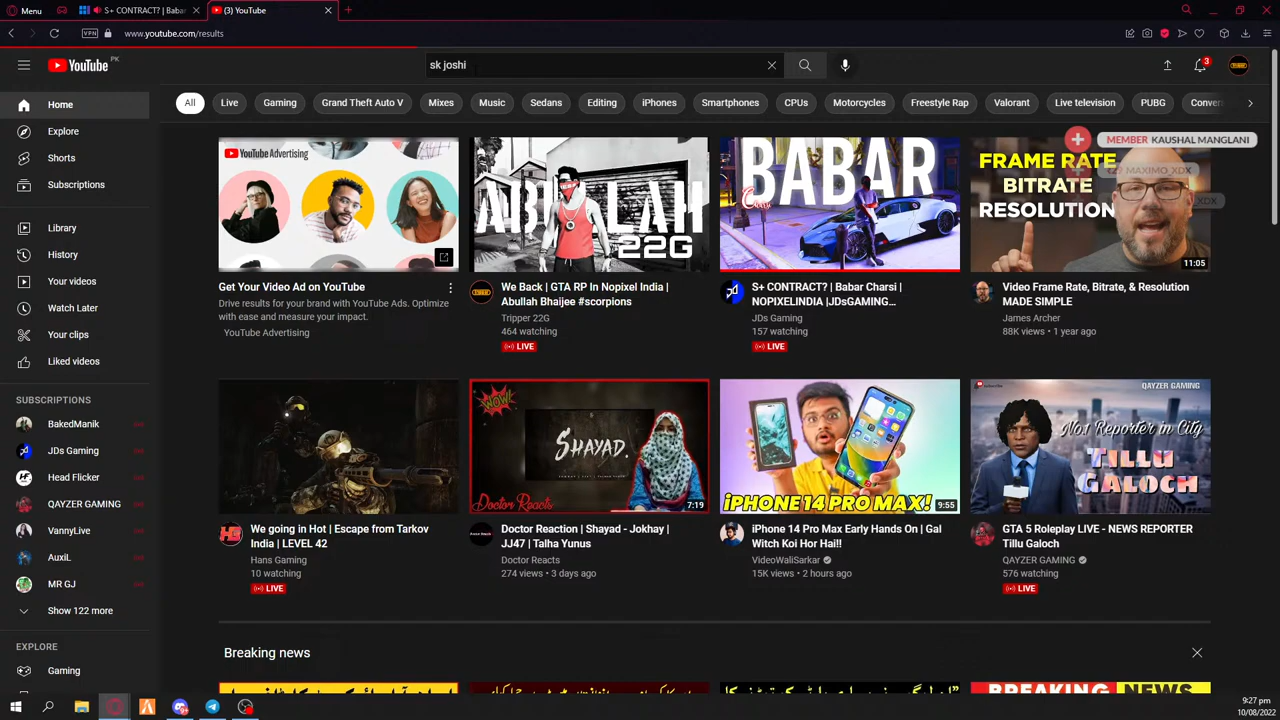 Menu
S+ CONTRACT? | Babar
(3) YouTube
VPN
www.youtube.com/results
YouTube PK
sk joshi
3
All
Live
Gaming
Grand Theft Auto V
Mixes
Music
Sedans
Editing
iPhones
Smartphones
CPUs
Motorcycles
Freestyle Rap
Valorant
Live television
PUBG
Conver
Home
Explore
Shorts
Subscriptions
Library
History
Your videos
Watch Later
Your clips
Liked videos
SUBSCRIPTIONS
BakedManik
JDs Gaming
Head Flicker
QAYZER GAMING
VannyLive
AuxiL
MR GJ
Show 122 more
EXPLORE
Gaming
YouTube Advertising
Get Your Video Ad on YouTube
Drive results for your brand with YouTube Ads. Optimize
with ease and measure your impact.
YouTube Advertising
22G
We Back | GTA RP In Nopixel India |
Abullah Bhaijee #scorpions
Tripper 22G
464 watching
LIVE
BABAR
S+ CONTRACT? | Babar Charsi |
NOPIXELINDIA |JDsGAMING...
JDs Gaming
157 watching
LIVE
MEMBER KAUSHAL MANGLANI
MAXIMO_XDX
XDX
FRAME RATE
BITRATE
RESOLUTION
11:05
Video Frame Rate, Bitrate, & Resolution
MADE SIMPLE
James Archer
88K views • 1 year ago
We going in Hot | Escape from Tarkov
India | LEVEL 42
Hans Gaming
10 watching
LIVE
WOW!
SHAYAD.
Doctor Reacts
7:19
Doctor Reaction | Shayad - Jokhay |
JJ47 | Talha Yunus
Doctor Reacts
274 views • 3 days ago
iPHONE 14 PRO MAX!
9:55
iPhone 14 Pro Max Early Hands On | Gal
Witch Koi Hor Hai!!
VideoWaliSarkar
15K views • 2 hours ago
QAYZER GAMING
No.1 Reporter in City
TILLU
GALOCH
GTA 5 Roleplay LIVE - NEWS REPORTER
Tillu Galoch
QAYZER GAMING
576 watching
LIVE
Breaking news
BREAKING NEWS
9:27 pm
10/08/2022